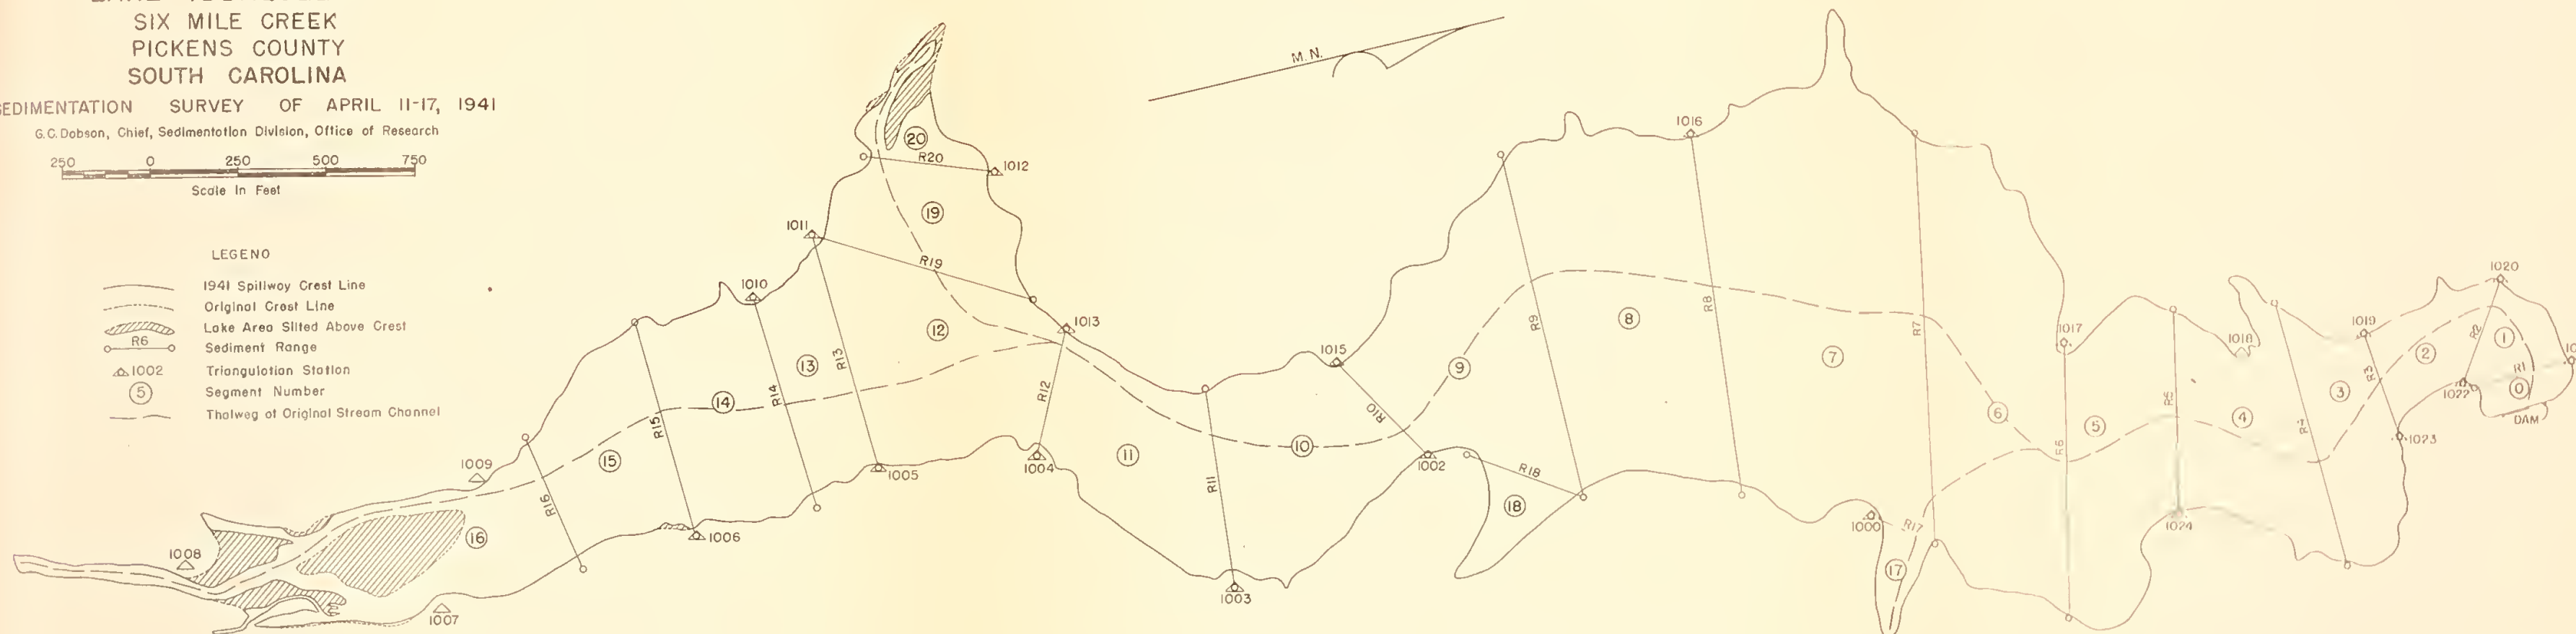 SIX MILE CREEK
PICKENS COUNTY
SOUTH CAROLINA
SEDIMENTATION SURVEY OF APRIL 11-17, 1941
G.C. Dobson, Chief, Sedimentation Division, Office of Research
250 0 250 500 750
Scale In Feet
LEGEND
1941 Spillway Crest Line
Original Crest Line
Lake Area Silted Above Crest
R6 Sediment Range
1002 Triangulation Station
5 Segment Number
Thalweg of Original Stream Channel
M.N.
20
R20
1012
19
1011
R19
1010
12
1013
13
R13
R14
14
R15
15
R12
1009
R16
1005
1004
16
1006
1008
1007
11
R11
1003
10
1015
R10
1002
9
R9
8
R18
18
1016
R8
7
R7
6
1000
R17
17
1017
5
R6
R5
1024
1018
4
R4
3
1019
R3
1023
2
R2
1020
1
R1
0
1022
DAM